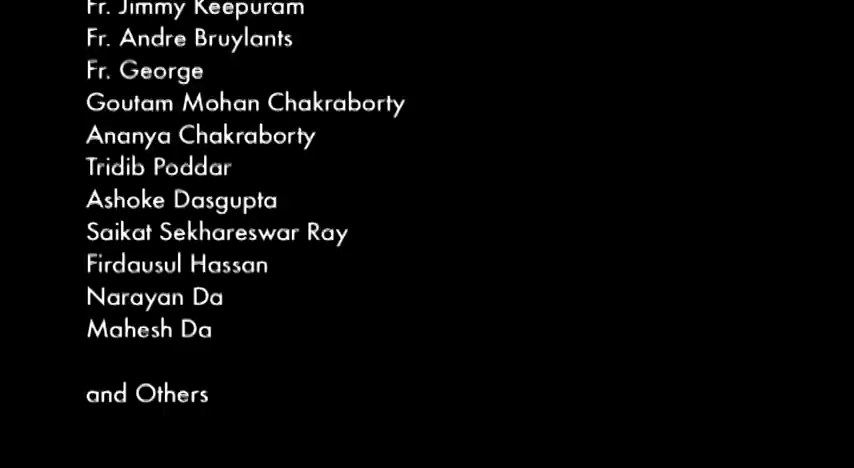 Fr. Jimmy Keepuram
Fr. Andre Bruylants
Fr. George
Goutam Mohan Chakraborty
Ananya Chakraborty
Tridib Poddar
Ashoke Dasgupta
Saikat Sekhareswar Ray
Firdausul Hassan
Narayan Da
Mahesh Da
and Others